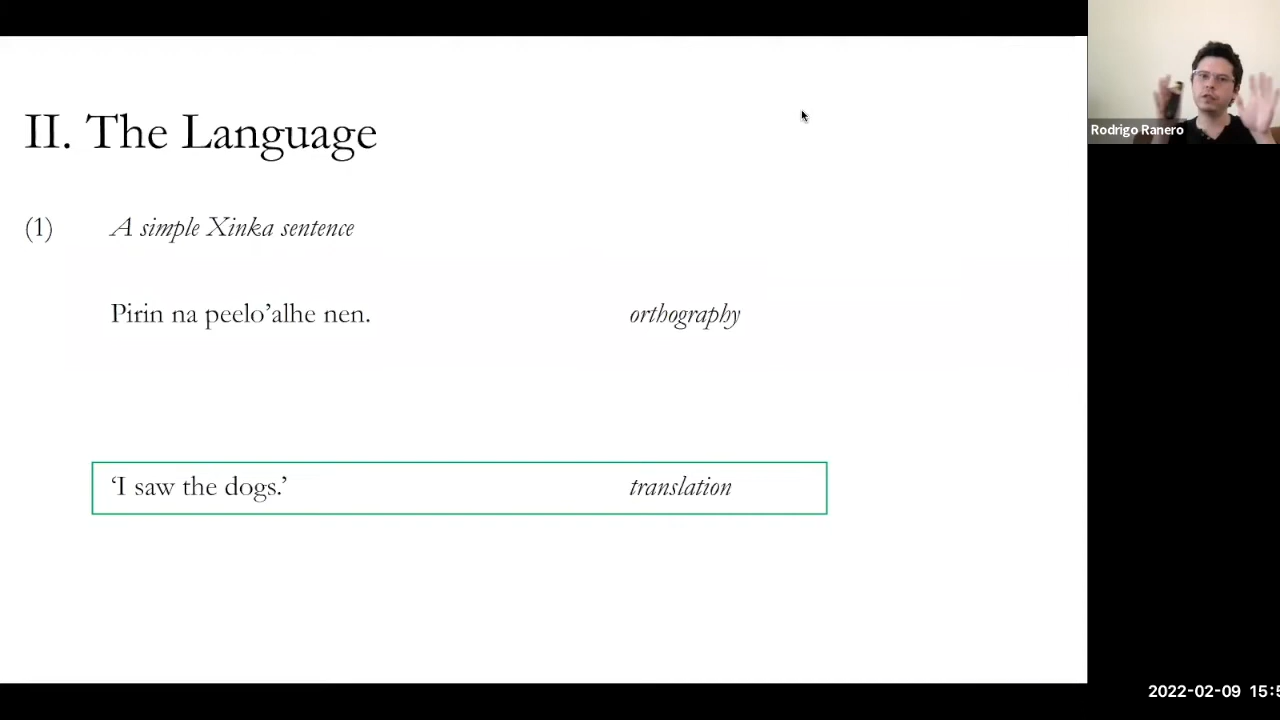 II. The Language
(1) A simple Xinka sentence
Pirin na peelo’alhe nen. orthography
‘I saw the dogs.’ translation
Rodrigo Ranero
2022-02-09 15:5